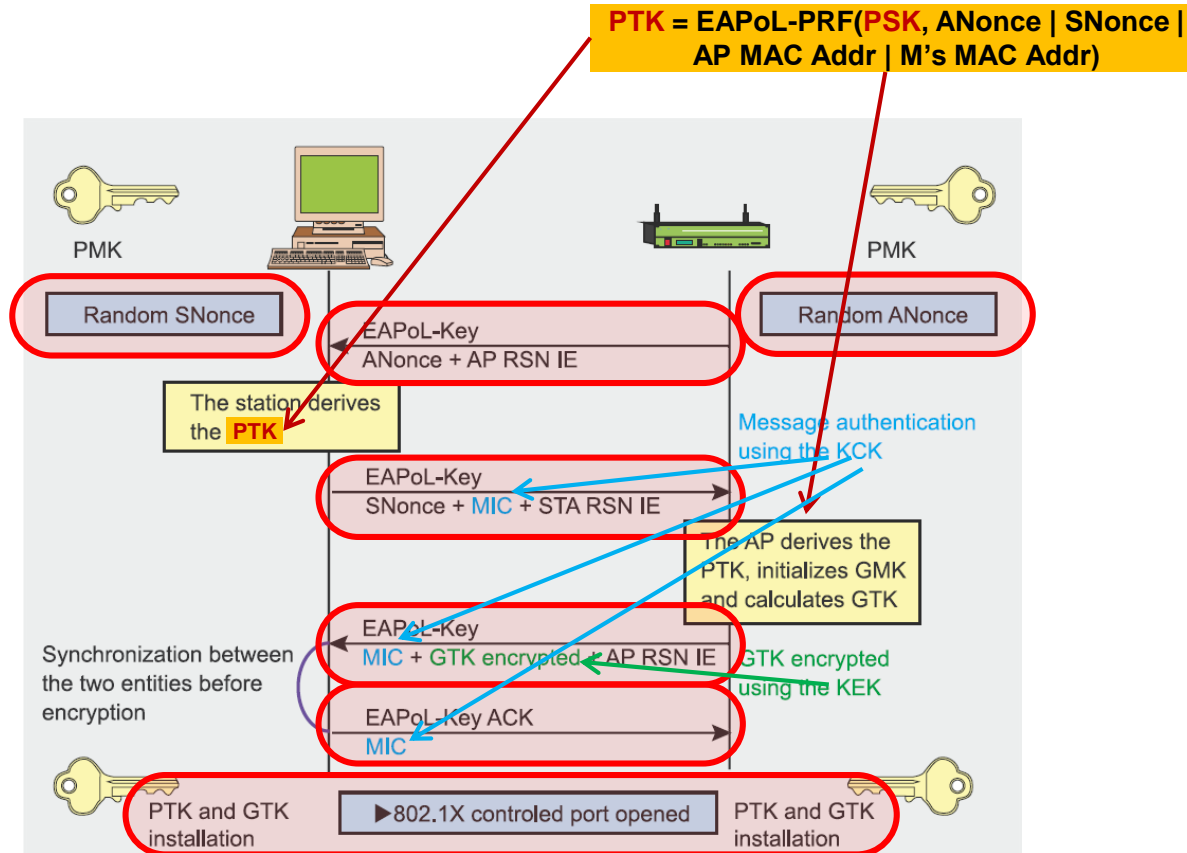 PTK = EAPoL-PRF(PSK, ANonce | SNonce |
AP MAC Addr | M's MAC Addr)
PMK
PMK
Random SNonce
Random ANonce
EAPoL-Key
ANonce + AP RSN IE
The station derives
the PTK
Message authentication
using the KCK
EAPoL-Key
SNonce + MIC + STA RSN IE
The AP derives the
PTK, initializes GMK
and calculates GTK
EAPoL-Key
MIC + GTK encrypted + AP RSN IE
GTK encrypted
using the KEK
Synchronization between
the two entities before
encryption
EAPoL-Key ACK
MIC
PTK and GTK
installation
▶802.1X controled port opened
PTK and GTK
installation